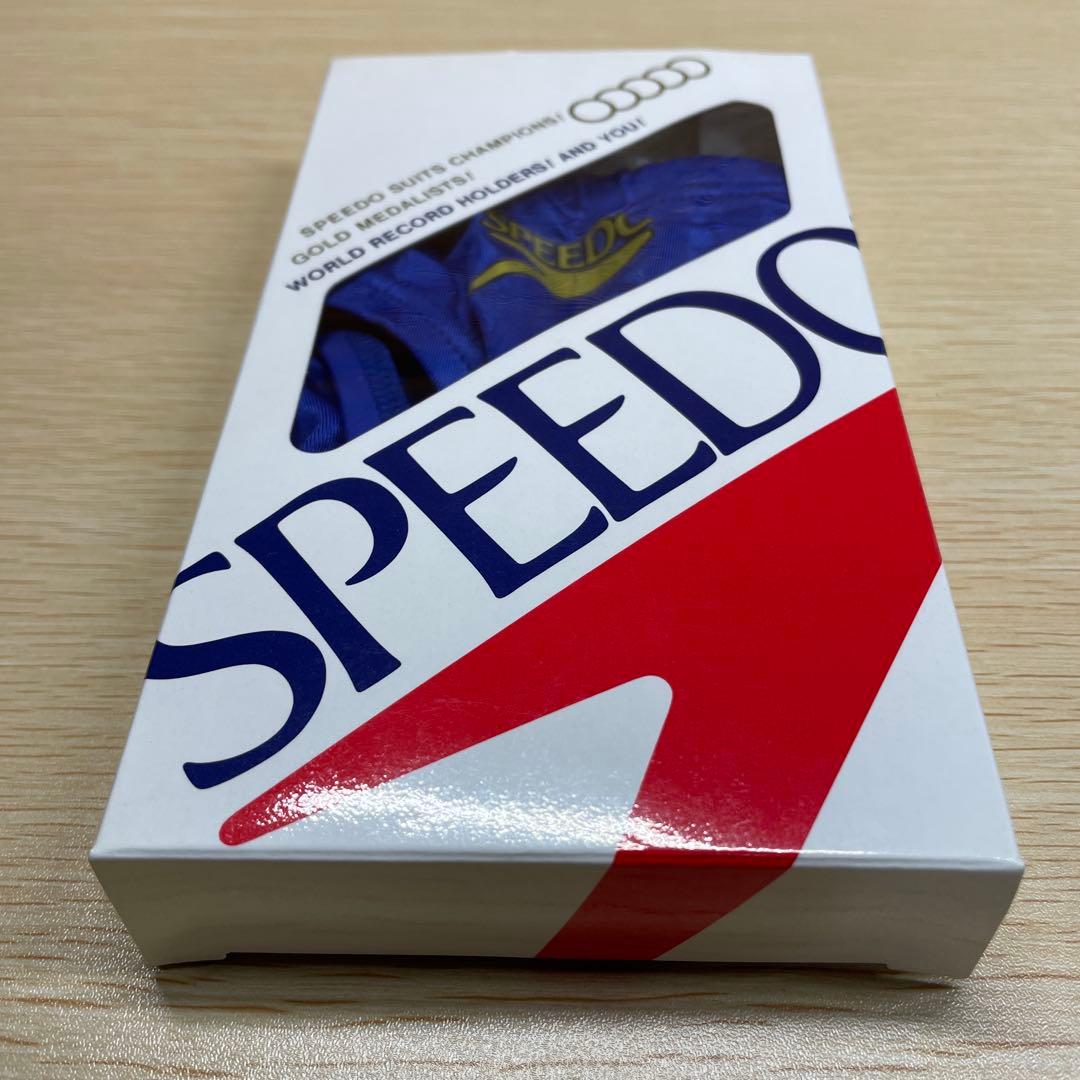 SPEEDO SUITS CHAMPIONS!
GOLD MEDALISTS!
WORLD RECORD HOLDERS! AND YOU!
SPEEDO
SPEEDO